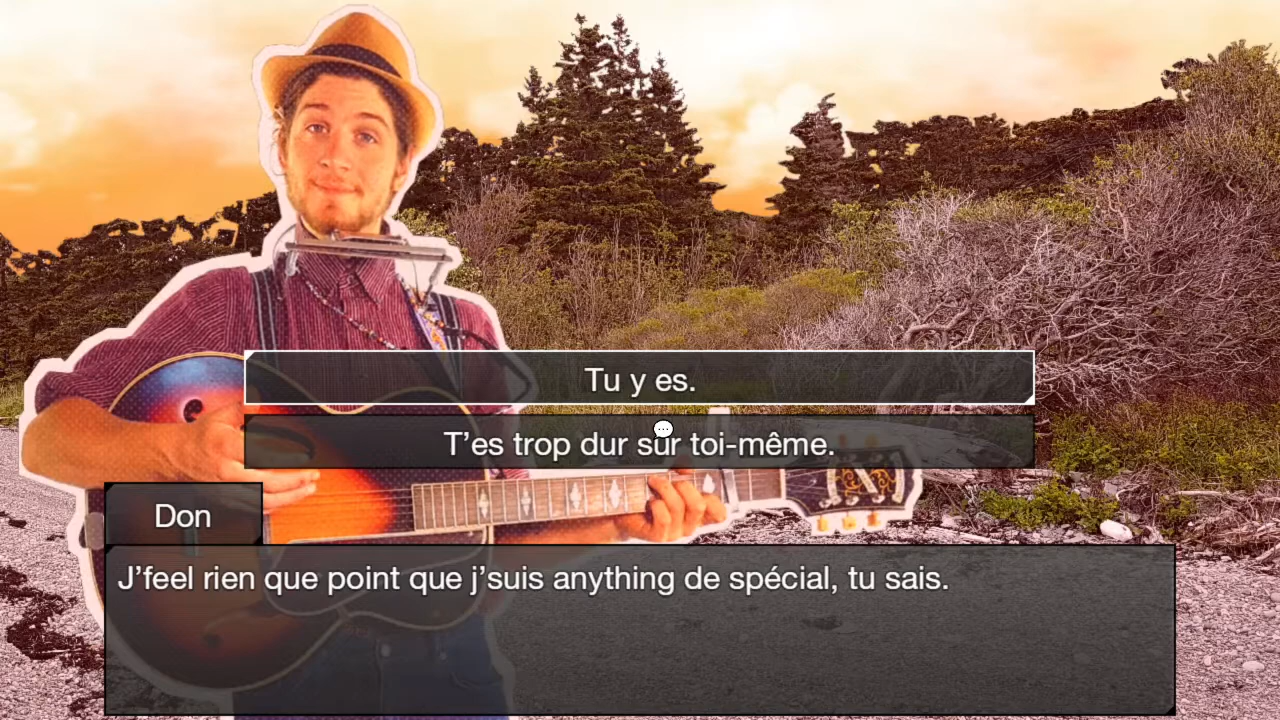 Tu y es.
T’es trop dur sur toi-même.
Don
J’feel rien que point que j’suis anything de spécial, tu sais.